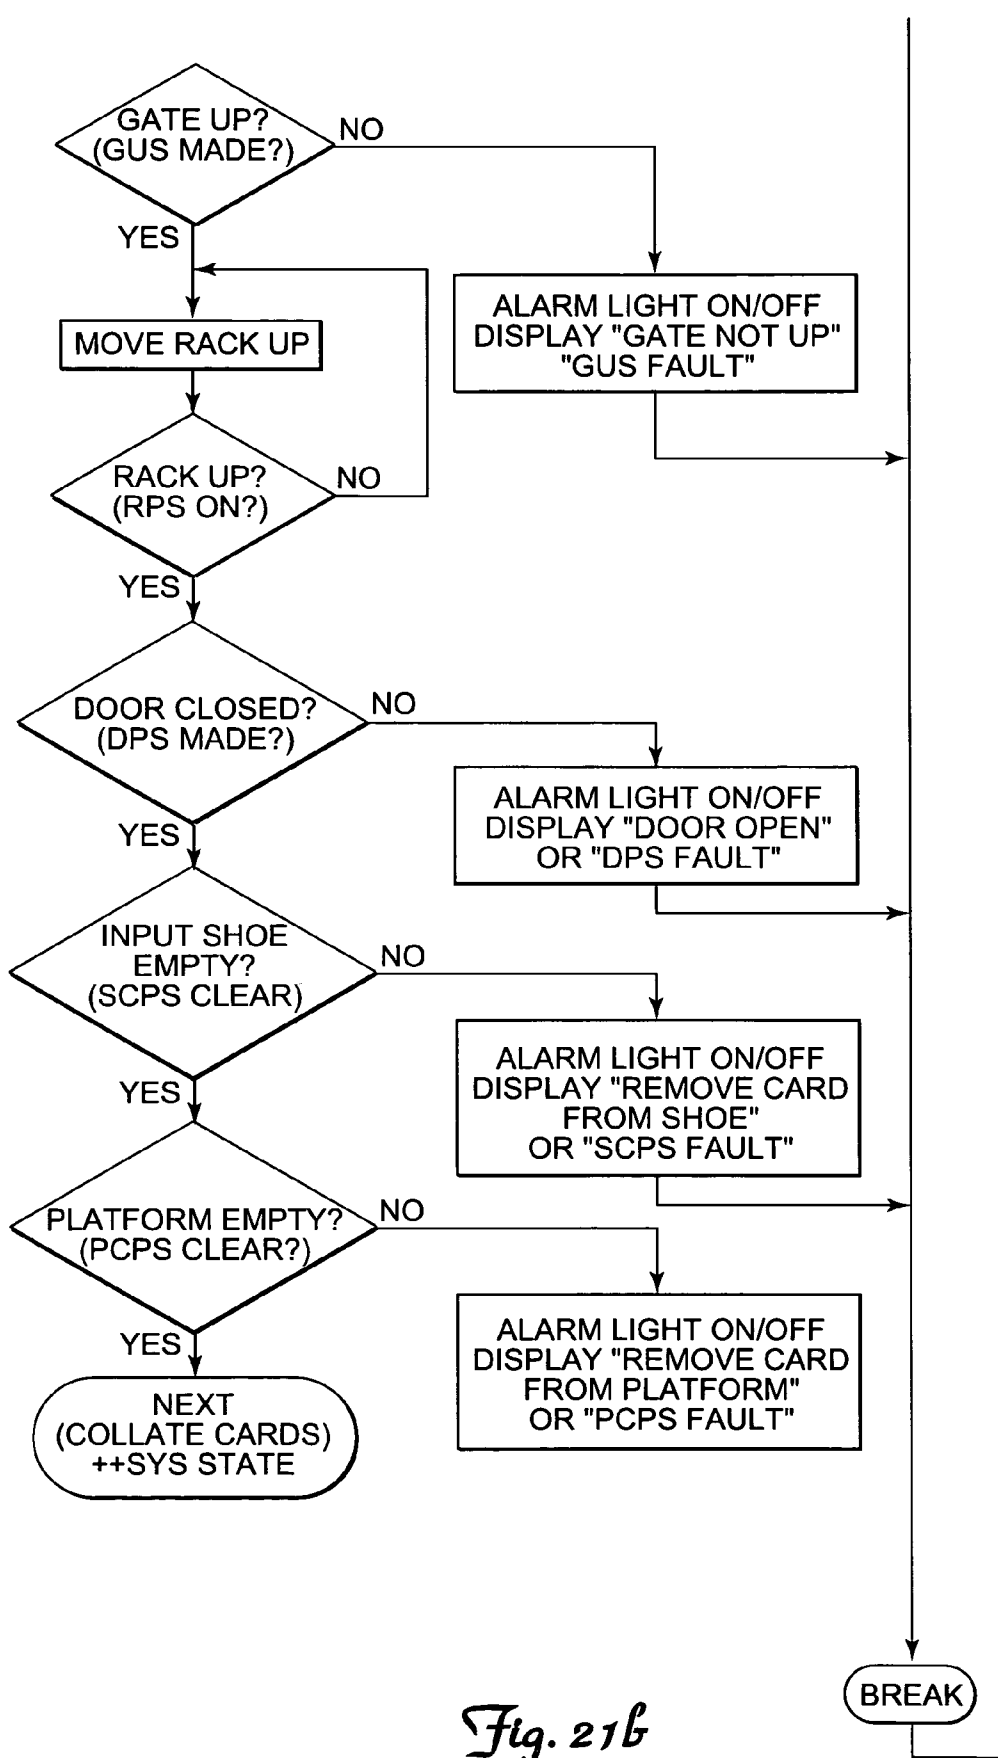 GATE UP?
(GUS MADE?)
NO
YES
ALARM LIGHT ON/OFF
DISPLAY "GATE NOT UP"
"GUS FAULT"
MOVE RACK UP
RACK UP?
(RPS ON?)
NO
YES
DOOR CLOSED?
(DPS MADE?)
NO
YES
ALARM LIGHT ON/OFF
DISPLAY "DOOR OPEN"
OR "DPS FAULT"
INPUT SHOE
EMPTY?
(SCPS CLEAR)
NO
YES
ALARM LIGHT ON/OFF
DISPLAY "REMOVE CARD
FROM SHOE"
OR "SCPS FAULT"
PLATFORM EMPTY?
(PCPS CLEAR?)
NO
YES
ALARM LIGHT ON/OFF
DISPLAY "REMOVE CARD
FROM PLATFORM"
OR "PCPS FAULT"
NEXT
(COLLATE CARDS)
++SYS STATE
BREAK
Fig. 21b